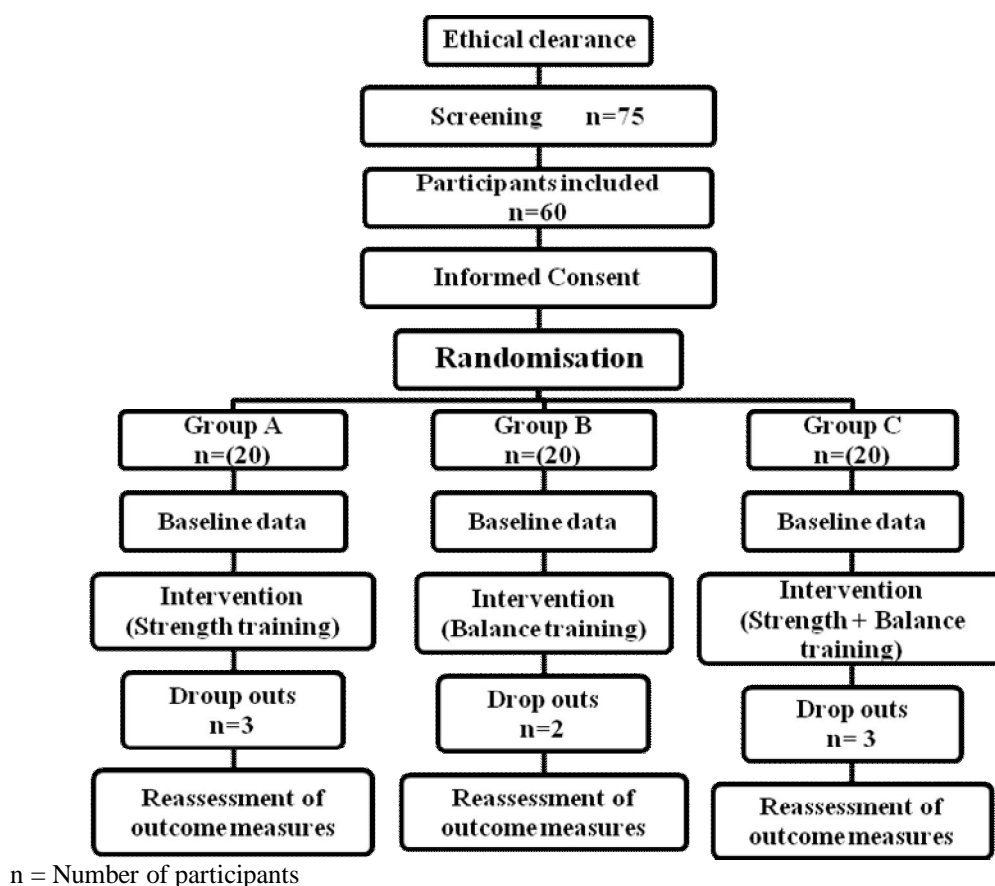 Ethical clearance
Screening n=75
Participants included
n=60
Informed Consent
Randomisation
Group A
n=(20)
Group B
n=(20)
Group C
n=(20)
Baseline data
Baseline data
Baseline data
Intervention
(Strength training)
Intervention
(Balance training)
Intervention
(Strength + Balance
training)
Droup outs
n=3
Drop outs
n=2
Drop outs
n= 3
Reassessment of
outcome measures
Reassessment of
outcome measures
Reassessment of
outcome measures
n = Number of participants